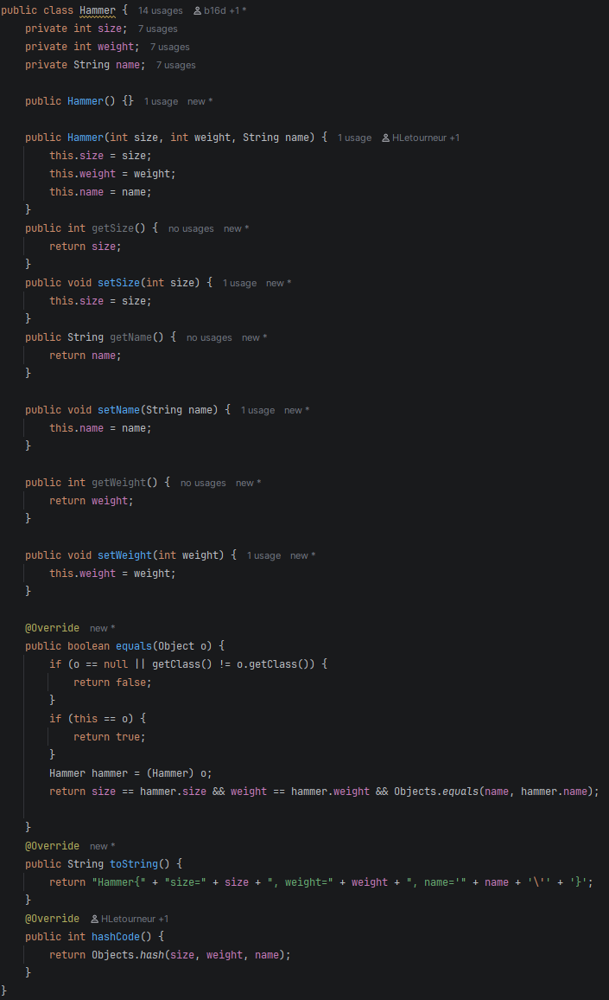 public class Hammer {  14 usages  b16d +1 *
    private int size;  7 usages
    private int weight;  7 usages
    private String name;  7 usages

    public Hammer() {}  1 usage  new *

    public Hammer(int size, int weight, String name) {  1 usage  HLetourneur +1
        this.size = size;
        this.weight = weight;
        this.name = name;
    }
    public int getSize() {  no usages  new *
        return size;
    }
    public void setSize(int size) {  1 usage  new *
        this.size = size;
    }
    public String getName() {  no usages  new *
        return name;
    }

    public void setName(String name) {  1 usage  new *
        this.name = name;
    }

    public int getWeight() {  no usages  new *
        return weight;
    }

    public void setWeight(int weight) {  1 usage  new *
        this.weight = weight;
    }

    @Override  new *
    public boolean equals(Object o) {
        if (o == null || getClass() != o.getClass()) {
            return false;
        }
        if (this == o) {
            return true;
        }
        Hammer hammer = (Hammer) o;
        return size == hammer.size && weight == hammer.weight && Objects.equals(name, hammer.name);

    }
    @Override  new *
    public String toString() {
        return "Hammer{" + "size=" + size + ", weight=" + weight + ", name='" + name + '\'' + '}';
    }
    @Override  HLetourneur +1
    public int hashCode() {
        return Objects.hash(size, weight, name);
    }
}